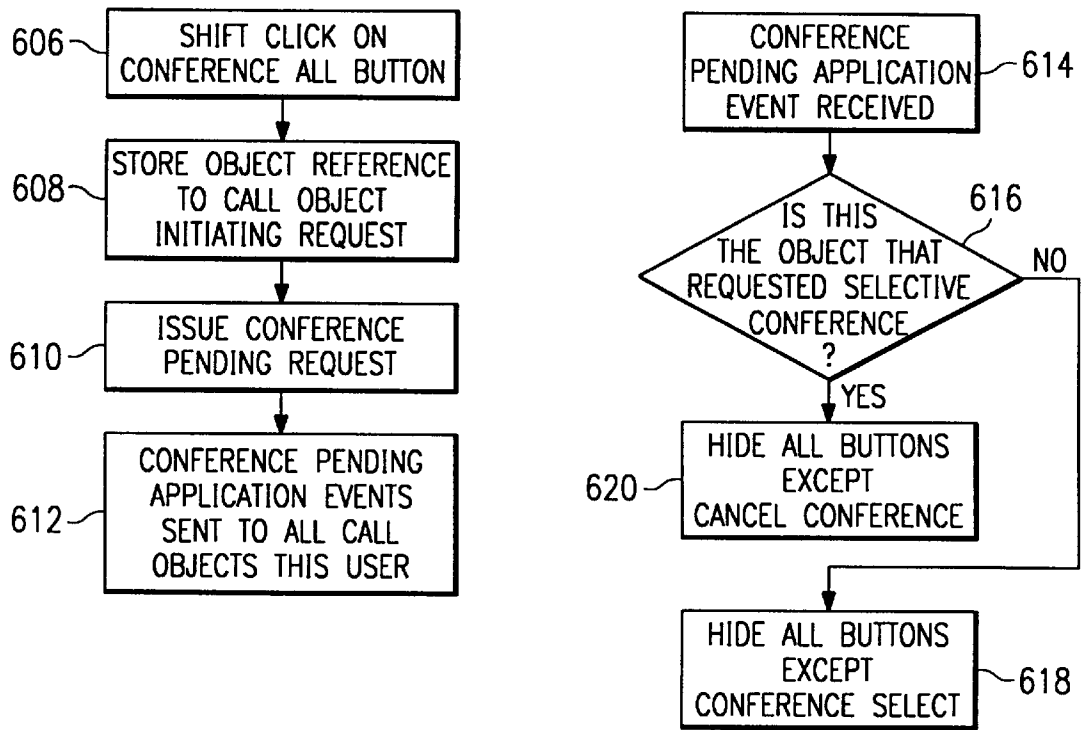 606
SHIFT CLICK ON
CONFERENCE ALL BUTTON
608
STORE OBJECT REFERENCE
TO CALL OBJECT
INITIATING REQUEST
610
ISSUE CONFERENCE
PENDING REQUEST
612
CONFERENCE PENDING
APPLICATION EVENTS
SENT TO ALL CALL
OBJECTS THIS USER
CONFERENCE
PENDING APPLICATION
EVENT RECEIVED
614
IS THIS
THE OBJECT THAT
REQUESTED SELECTIVE
CONFERENCE
?
616
NO
YES
620
HIDE ALL BUTTONS
EXCEPT
CANCEL CONFERENCE
HIDE ALL BUTTONS
EXCEPT
CONFERENCE SELECT
618